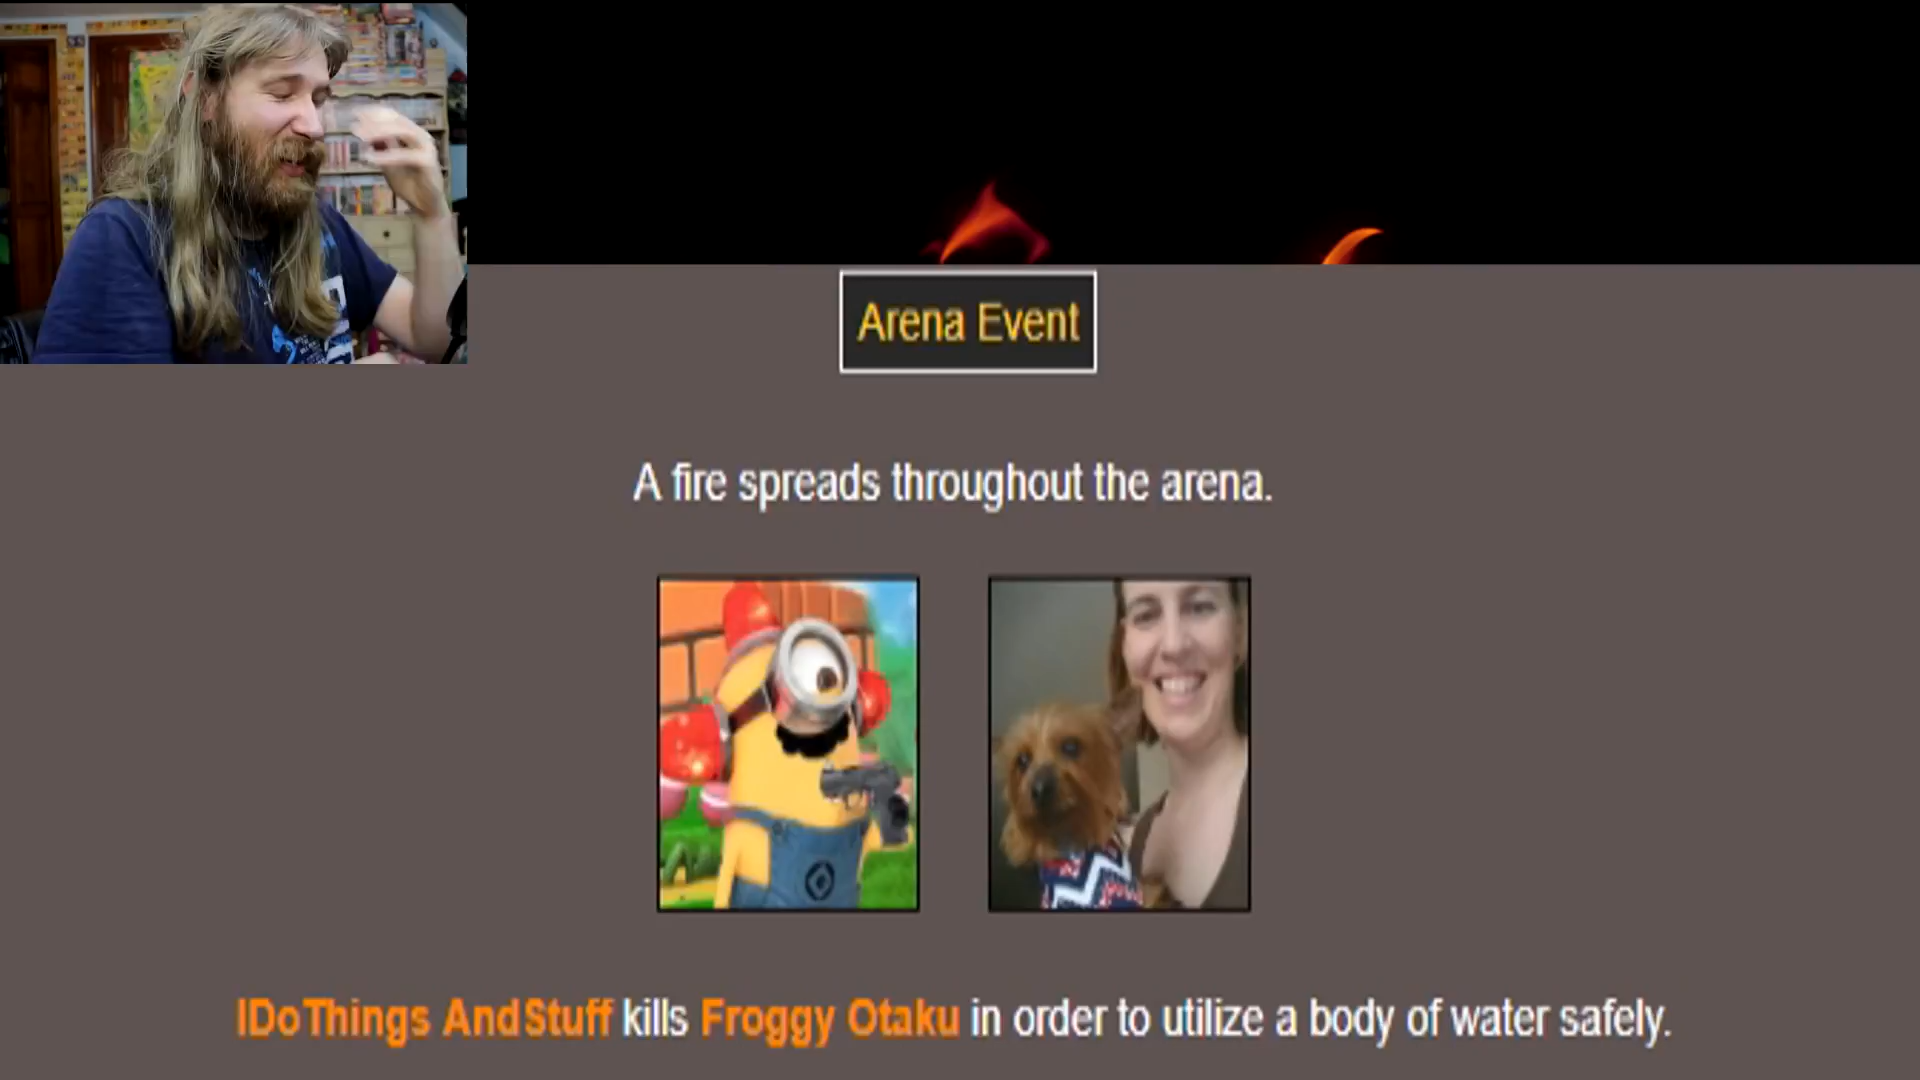 Arena Event
A fire spreads throughout the arena.
IDoThings AndStuff kills Froggy Otaku in order to utilize a body of water safely.